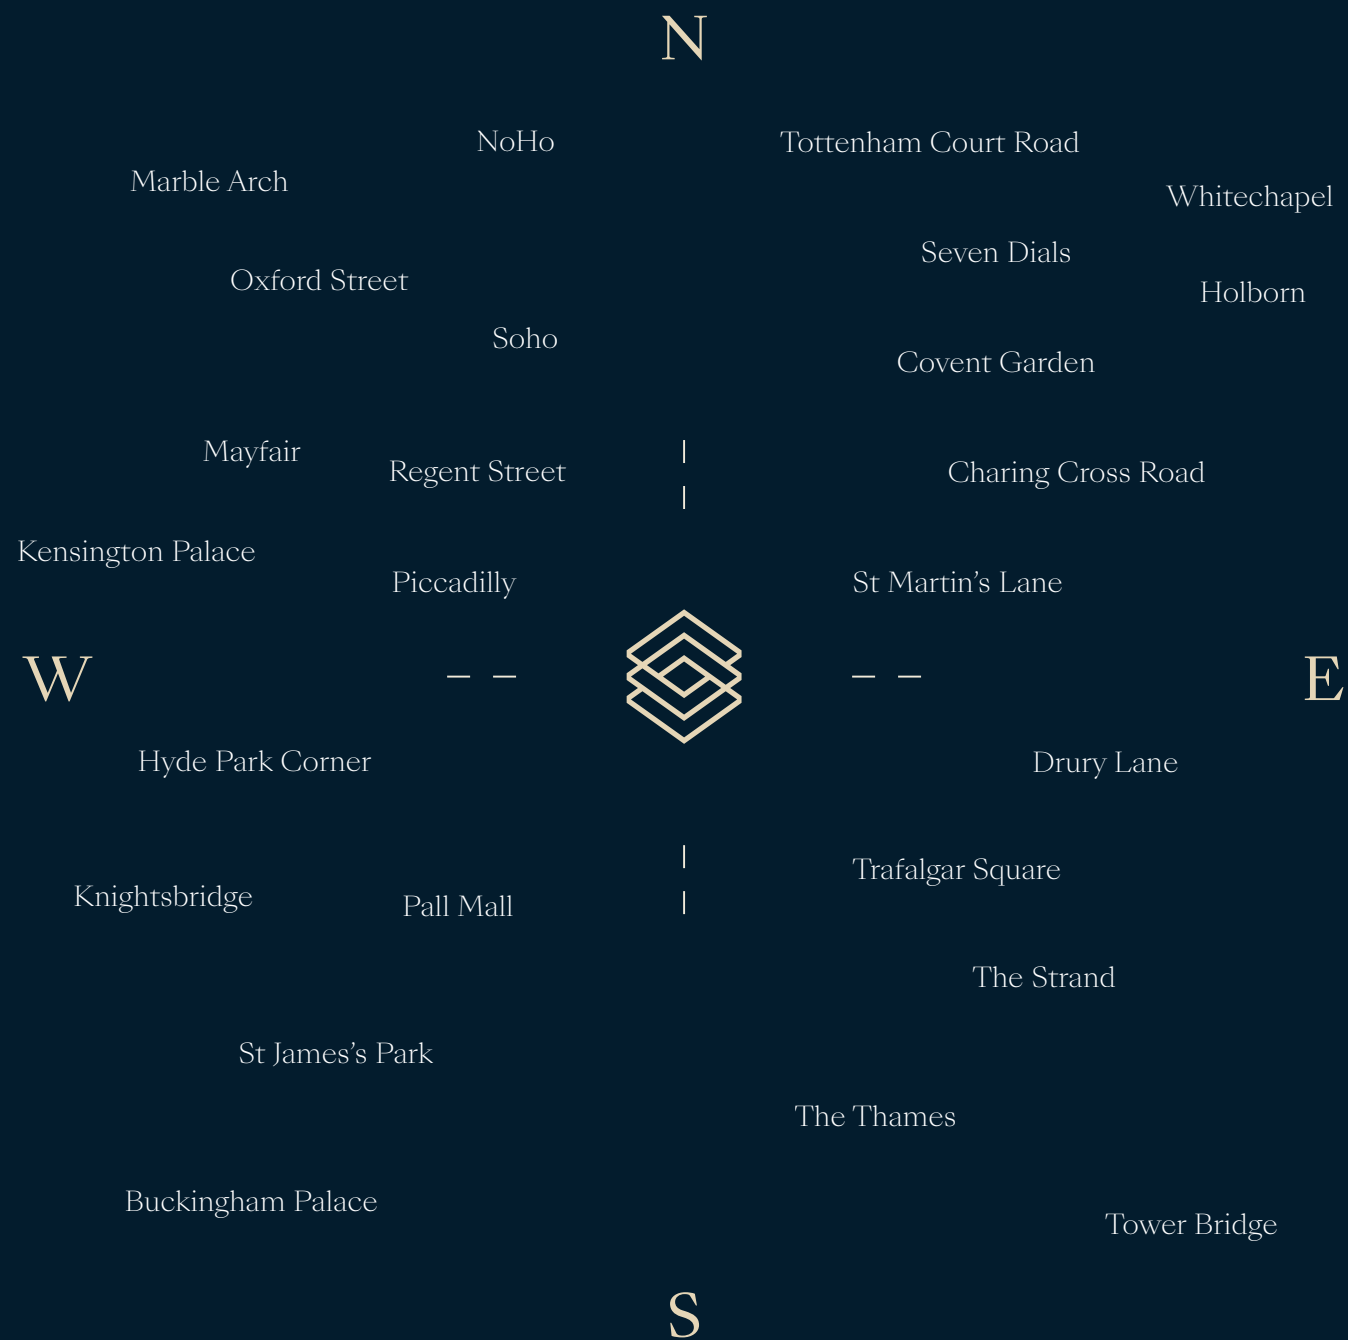 N
NoHo
Tottenham Court Road
Marble Arch
Whitechapel
Seven Dials
Oxford Street
Holborn
Soho
Covent Garden
Mayfair
Regent Street
Charing Cross Road
Kensington Palace
Piccadilly
St Martin’s Lane
W
E
Hyde Park Corner
Drury Lane
Trafalgar Square
Knightsbridge
Pall Mall
The Strand
St James’s Park
The Thames
Buckingham Palace
Tower Bridge
S